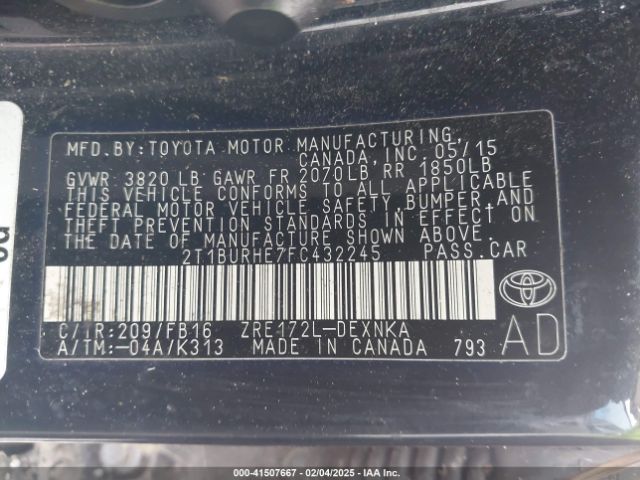 MFD.BY:TOYOTA MOTOR MANUFACTURING,
CANADA, INC. 05/15
GVWR 3820 LB GAWR FR 2070LB RR 1850LB
THIS VEHICLE CONFORMS TO ALL APPLICABLE
FEDERAL MOTOR VEHICLE SAFETY, BUMPER, AND
THEFT PREVENTION STANDARDS IN EFFECT ON
THE DATE OF MANUFACTURE SHOWN ABOVE.
2T1BURHE7FC432245 PASS CAR
C/TR:209/FB16 ZRE172L-DEXNKA
A/TM:-04A/K313 MADE IN CANADA 793
AD
000-41507667 - 02/04/2025 - IAA Inc.